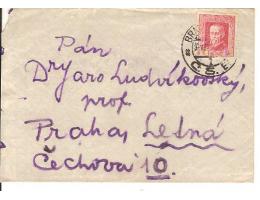 Pán
Dr Jaro Ludvíkovský,
prof.
Praha, Letná
Čechova 10.
Č.S.